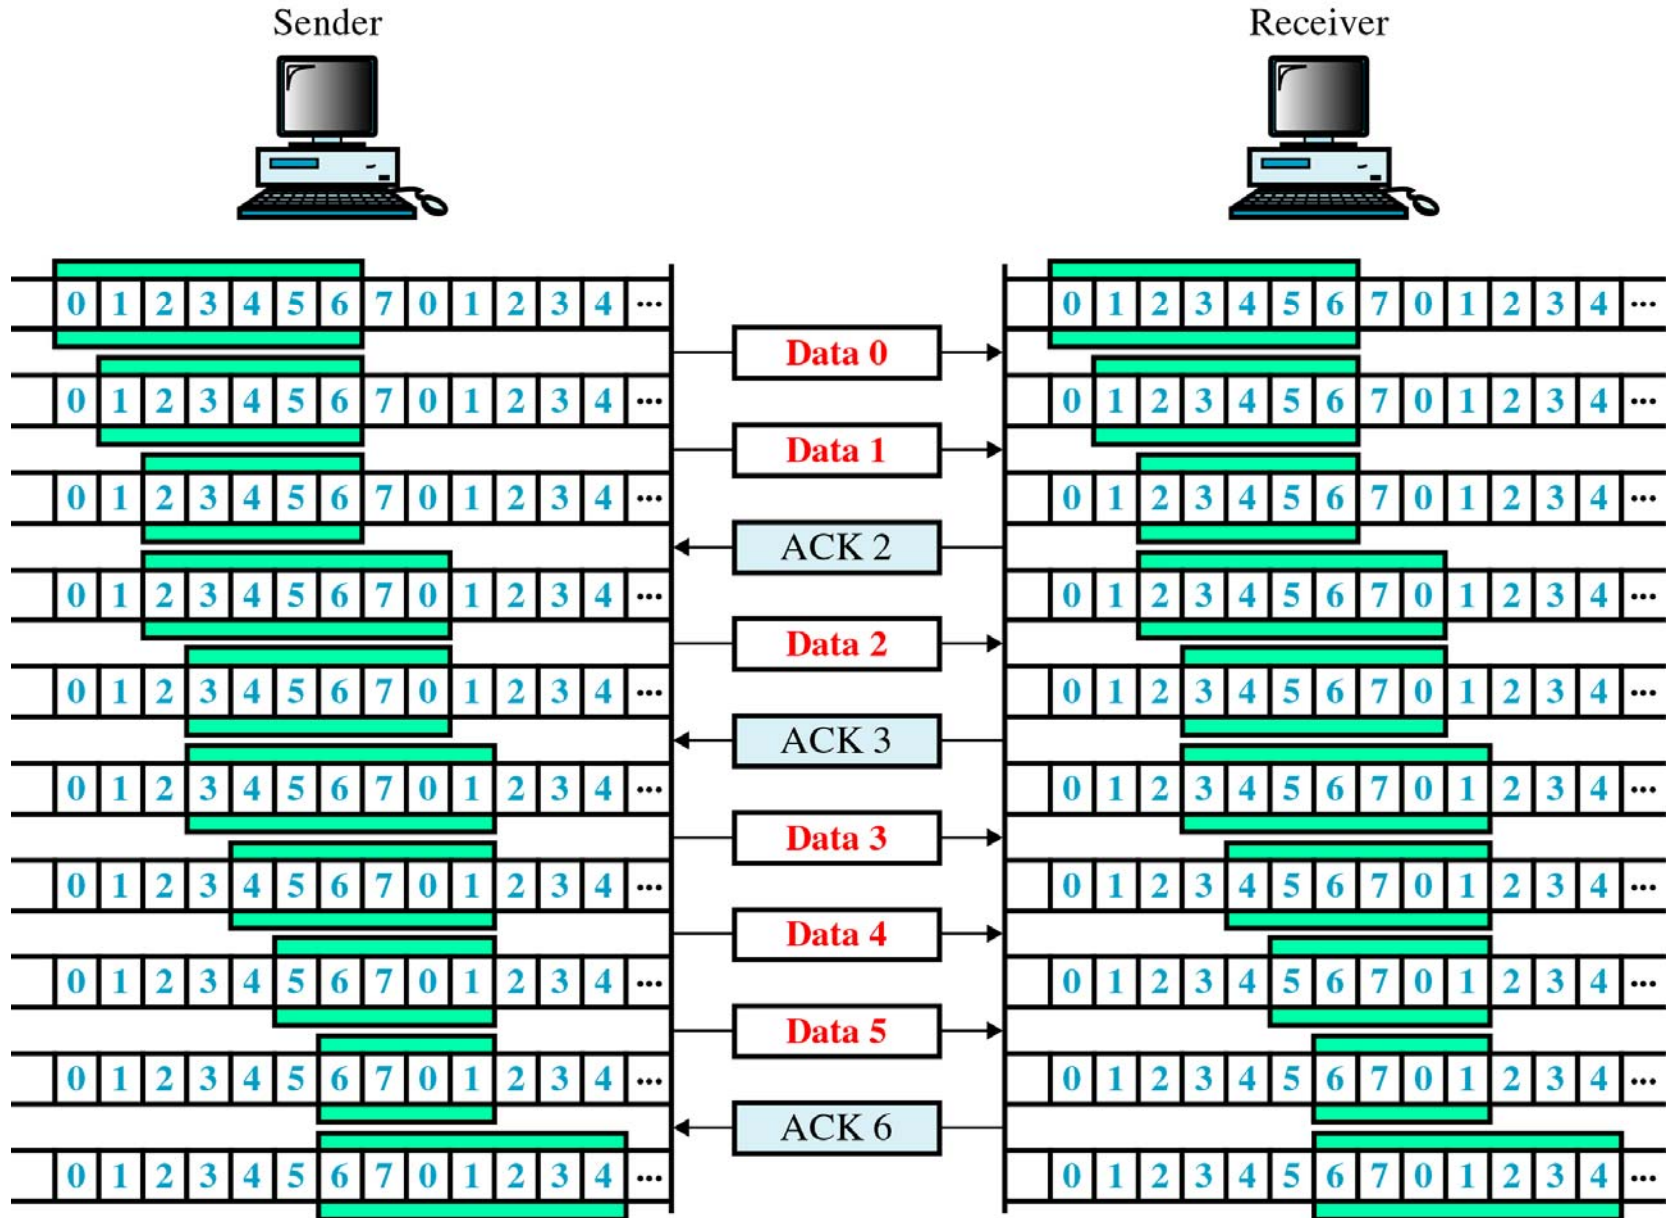 Sender Receiver
0 1 2 3 4 5 6 7 0 1 2 3 4 ... 0 1 2 3 4 5 6 7 0 1 2 3 4 ...
Data 0
0 1 2 3 4 5 6 7 0 1 2 3 4 ... 0 1 2 3 4 5 6 7 0 1 2 3 4 ...
Data 1
0 1 2 3 4 5 6 7 0 1 2 3 4 ... 0 1 2 3 4 5 6 7 0 1 2 3 4 ...
ACK 2
0 1 2 3 4 5 6 7 0 1 2 3 4 ... 0 1 2 3 4 5 6 7 0 1 2 3 4 ...
Data 2
0 1 2 3 4 5 6 7 0 1 2 3 4 ... 0 1 2 3 4 5 6 7 0 1 2 3 4 ...
ACK 3
0 1 2 3 4 5 6 7 0 1 2 3 4 ... 0 1 2 3 4 5 6 7 0 1 2 3 4 ...
Data 3
0 1 2 3 4 5 6 7 0 1 2 3 4 ... 0 1 2 3 4 5 6 7 0 1 2 3 4 ...
Data 4
0 1 2 3 4 5 6 7 0 1 2 3 4 ... 0 1 2 3 4 5 6 7 0 1 2 3 4 ...
Data 5
0 1 2 3 4 5 6 7 0 1 2 3 4 ... 0 1 2 3 4 5 6 7 0 1 2 3 4 ...
ACK 6
0 1 2 3 4 5 6 7 0 1 2 3 4 ... 0 1 2 3 4 5 6 7 0 1 2 3 4 ...